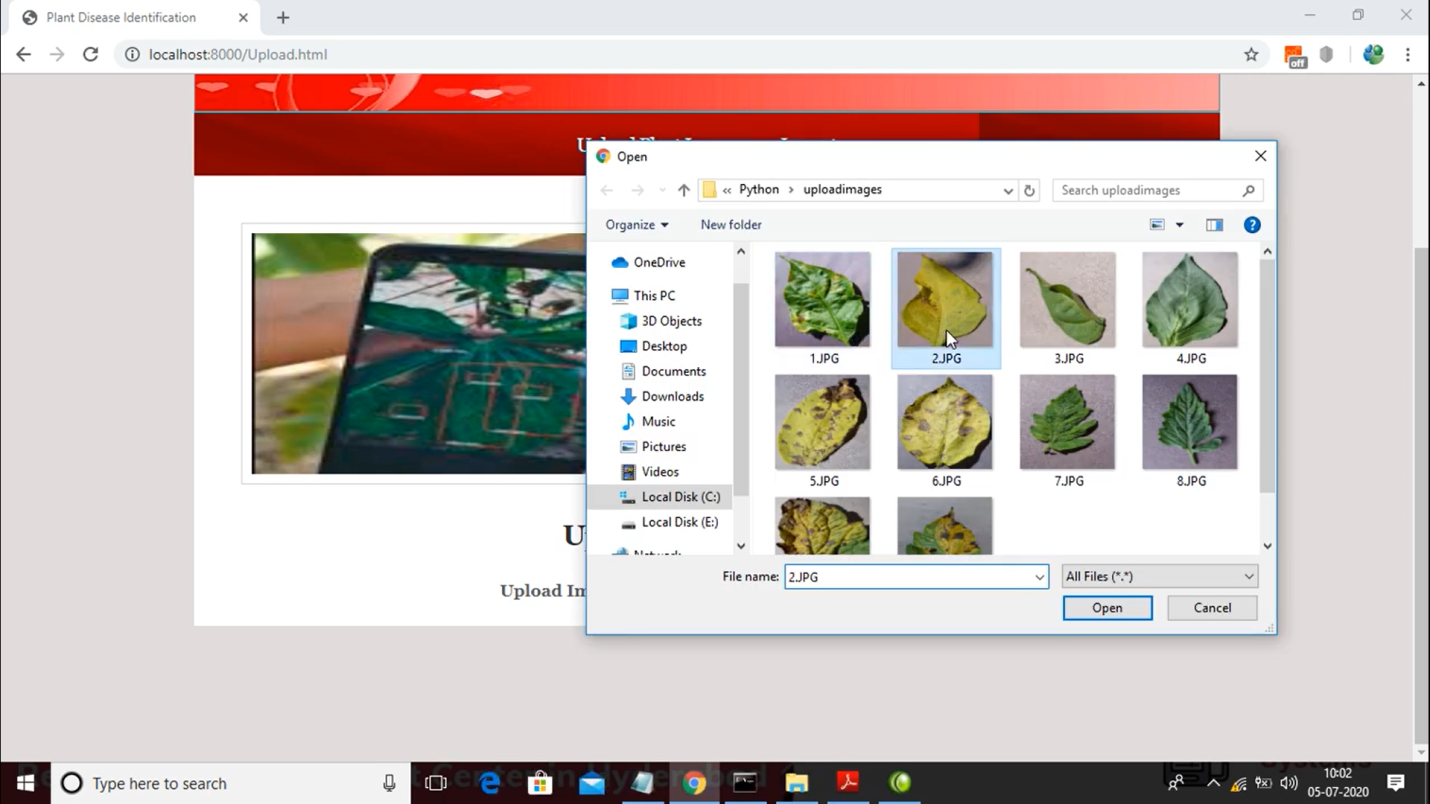 Plant Disease Identification
localhost:8000/Upload.html
off
Open
« Python › uploadimages
Search uploadimages
Organize
New folder
OneDrive
This PC
3D Objects
Desktop
Documents
Downloads
Music
Pictures
Videos
Local Disk (C:)
Local Disk (E:)
1.JPG
2.JPG
3.JPG
4.JPG
5.JPG
6.JPG
7.JPG
8.JPG
File name:
2.JPG
All Files (*.*)
Open
Cancel
Upload
Type here to search
10:02
05-07-2020